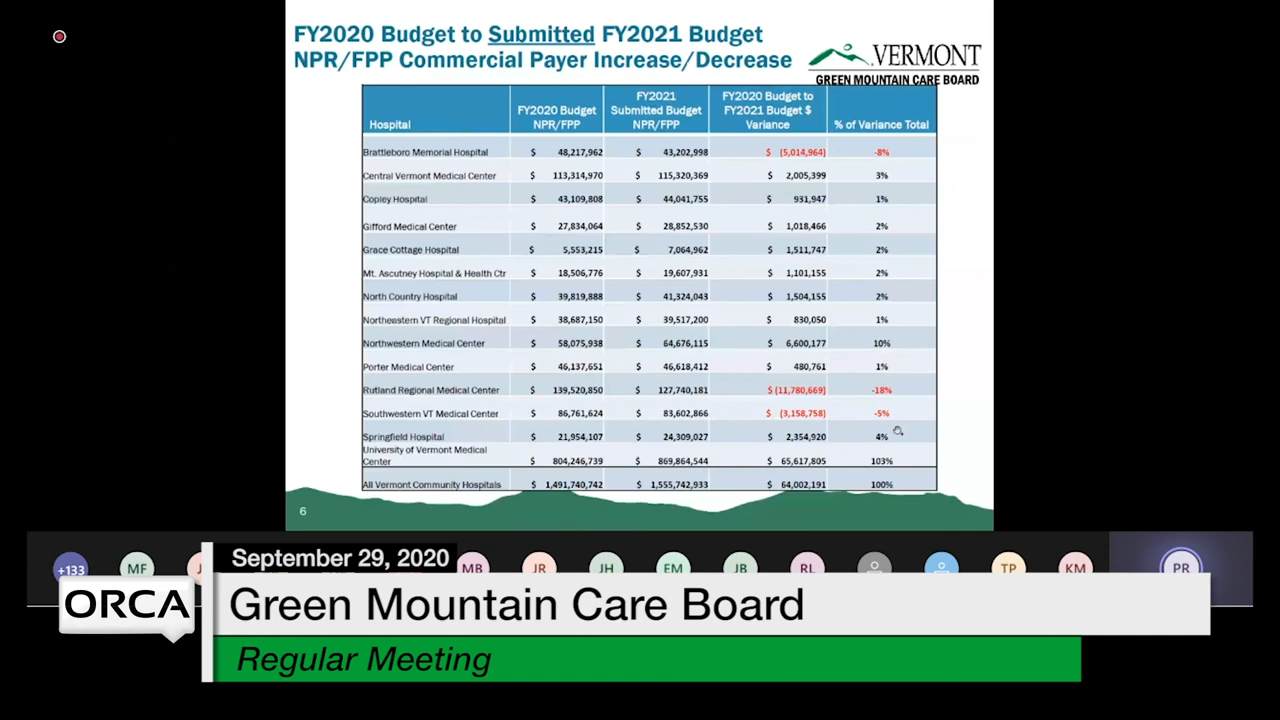 FY2020 Budget to Submitted FY2021 Budget
NPR/FPP Commercial Payer Increase/Decrease
VERMONT
GREEN MOUNTAIN CARE BOARD
Hospital FY2020 Budget NPR/FPP FY2021 Submitted Budget NPR/FPP FY2020 Budget to FY2021 Budget $ Variance % of Variance Total
Brattleboro Memorial Hospital $ 48,217,962 $ 43,202,998 $ (5,014,964) -8%
Central Vermont Medical Center $ 113,314,970 $ 115,320,369 $ 2,005,399 3%
Copley Hospital $ 43,109,808 $ 44,041,755 $ 931,947 1%
Gifford Medical Center $ 27,834,064 $ 28,852,530 $ 1,018,466 2%
Grace Cottage Hospital $ 5,553,215 $ 7,064,962 $ 1,511,747 2%
Mt. Ascutney Hospital & Health Ctr $ 18,506,776 $ 19,607,931 $ 1,101,155 2%
North Country Hospital $ 39,819,888 $ 41,324,043 $ 1,504,155 2%
Northeastern VT Regional Hospital $ 38,687,150 $ 39,517,200 $ 830,050 1%
Northwestern Medical Center $ 58,075,938 $ 64,676,115 $ 6,600,177 10%
Porter Medical Center $ 46,137,651 $ 46,618,412 $ 480,761 1%
Rutland Regional Medical Center $ 139,520,850 $ 127,740,181 $ (11,780,669) -18%
Southwestern VT Medical Center $ 86,761,624 $ 83,602,866 $ (3,158,758) -5%
Springfield Hospital $ 21,954,107 $ 24,309,027 $ 2,354,920 4%
University of Vermont Medical
Center $ 804,246,739 $ 869,864,544 $ 65,617,805 103%
All Vermont Community Hospitals $ 1,491,740,742 $ 1,555,742,933 $ 64,002,191 100%
6
+133 MF J MB JR JH EM JB RL TP KM PR
September 29, 2020
ORCA
Green Mountain Care Board
Regular Meeting